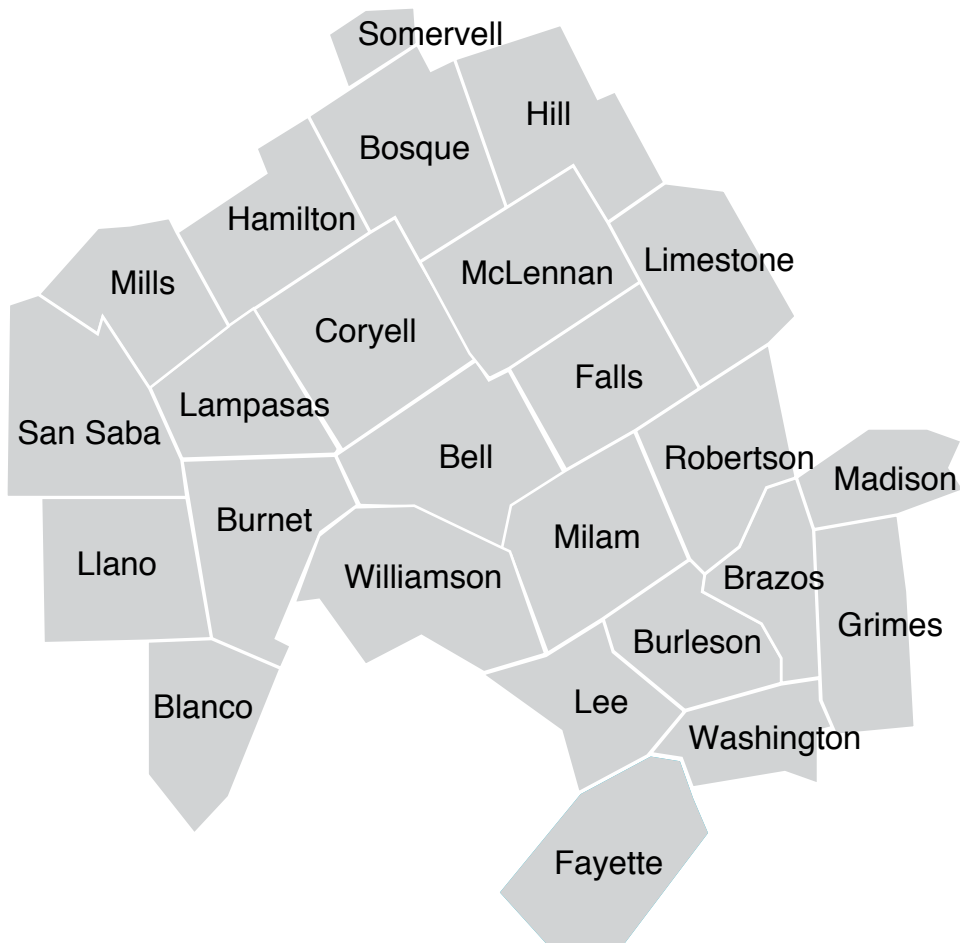 Somervell
Hill
Bosque
Hamilton
McLennan
Limestone
Mills
Coryell
Falls
Lampasas
San Saba
Bell
Robertson
Madison
Burnet
Milam
Llano
Williamson
Brazos
Grimes
Burleson
Lee
Blanco
Washington
Fayette